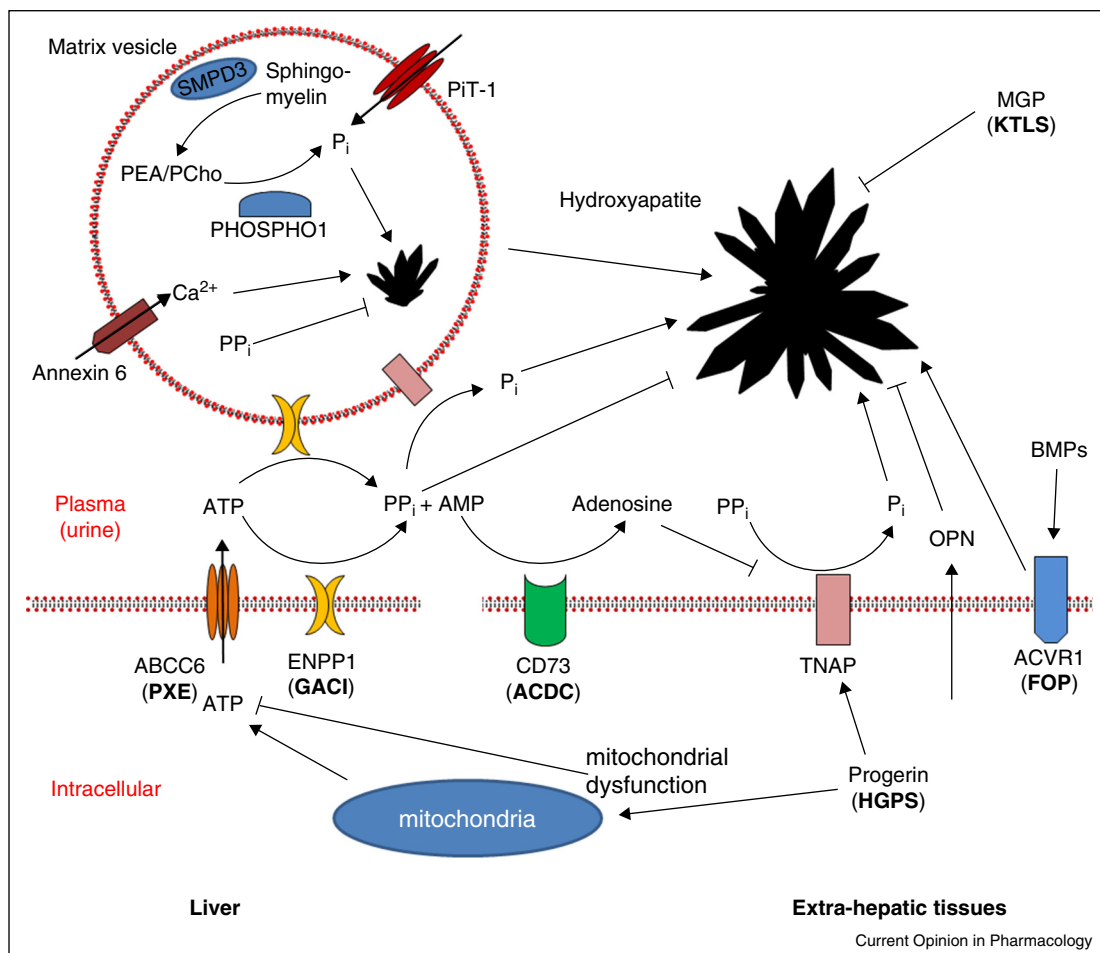 Matrix vesicle
SMPD3
Sphingo-
myelin
PiT-1
Pi
PEA/PCho
PHOSPHO1
Ca2+
PPi
Annexin 6
MGP
(KTLS)
Hydroxyapatite
Pi
BMPs
Plasma
(urine)
ATP
PPi + AMP
Adenosine
PPi
Pi
OPN
ABCC6
(PXE)
ENPP1
(GACI)
CD73
(ACDC)
TNAP
ACVR1
(FOP)
ATP
mitochondrial
dysfunction
Intracellular
Progerin
(HGPS)
mitochondria
Liver
Extra-hepatic tissues
Current Opinion in Pharmacology